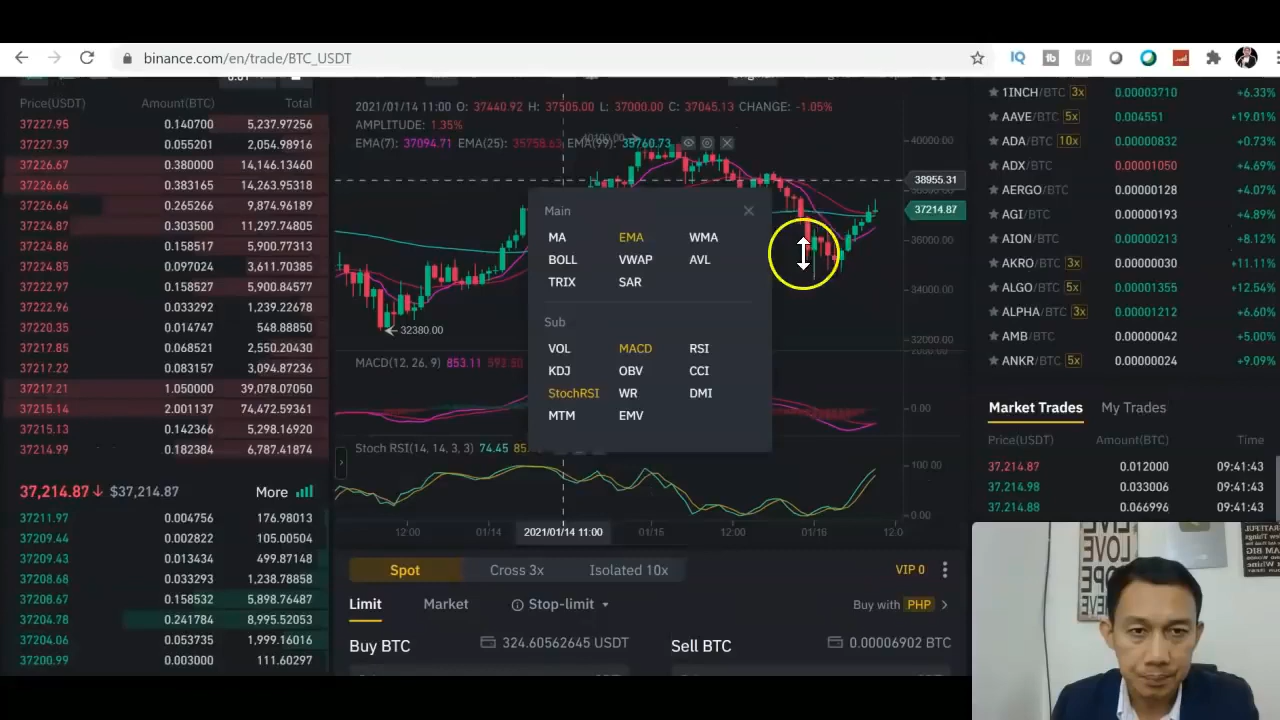 binance.com/en/trade/BTC_USDT
Price(USDT) Amount(BTC) Total
37227.95 0.140700 5,237.97256
37227.39 0.055201 2,054.98916
37226.67 0.380000 14,146.13460
37226.66 0.383165 14,263.95318
37226.64 0.265266 9,874.96189
37224.87 0.303505 11,297.74805
37224.86 0.158517 5,900.77313
37224.85 0.097024 3,611.70385
37222.97 0.158506 5,900.06384
37222.96 0.033292 1,239.22678
37220.35 0.014747 548.88850
37217.85 0.068521 2,550.20430
37217.22 0.083157 3,094.87236
37217.21 1.050000 39,078.07050
37215.14 2.001137 74,472.59361
37215.13 0.142366 5,298.16920
37214.99 0.182384 6,787.41874
37,214.87 $37,214.87 More
37211.97 0.004756 176.98013
37209.44 0.002822 105.00504
37209.43 0.013434 499.87148
37208.68 0.033293 1,238.78858
37208.67 0.158532 5,898.76487
37204.78 0.241784 8,995.52053
37204.06 0.053735 1,999.16016
37200.99 0.003000 111.60297
2021/01/14 11:00 O: 37440.92 H: 37505.00 L: 37000.00 C: 37045.13 CHANGE: -1.05%
AMPLITUDE: 1.35%
EMA(7): 37094.71 EMA(25): 35758.63 EMA(99): 35760.73
40100.00
40000.00
38955.31
37214.87
36000.00
34000.00
32000.00
32380.00
Main
MA EMA WMA
BOLL VWAP AVL
TRIX SAR
Sub
VOL MACD RSI
KDJ OBV CCI
StochRSI WR DMI
MTM EMV
MACD(12, 26, 9) 853.11 592.50
0.00
Stoch RSI(14, 14, 3, 3) 74.45
100.00
0.00
12:00 01/14 2021/01/14 11:00 01/15 12:00 01/16
Spot Cross 3x Isolated 10x VIP 0
Limit Market Stop-limit Buy with PHP
Buy BTC 324.60562645 USDT Sell BTC 0.00006902 BTC
1INCH/BTC 3x 0.00003710 +6.33%
AAVE/BTC 5x 0.004551 +19.01%
ADA/BTC 10x 0.00000832 +0.73%
ADX/BTC 0.00001050 +4.69%
AERGO/BTC 0.00000128 +4.07%
AGI/BTC 0.00000193 +4.89%
AION/BTC 0.00000213 +8.12%
AKRO/BTC 3x 0.00000030 +11.11%
ALGO/BTC 5x 0.00001355 +12.54%
ALPHA/BTC 3x 0.00001212 +6.60%
AMB/BTC 0.00000042 +5.00%
ANKR/BTC 5x 0.00000024 +9.09%
Market Trades My Trades
Price(USDT) Amount(BTC) Time
37,214.87 0.012000 09:41:43
37,214.98 0.033006 09:41:43
37,214.88 0.066996 09:41:43